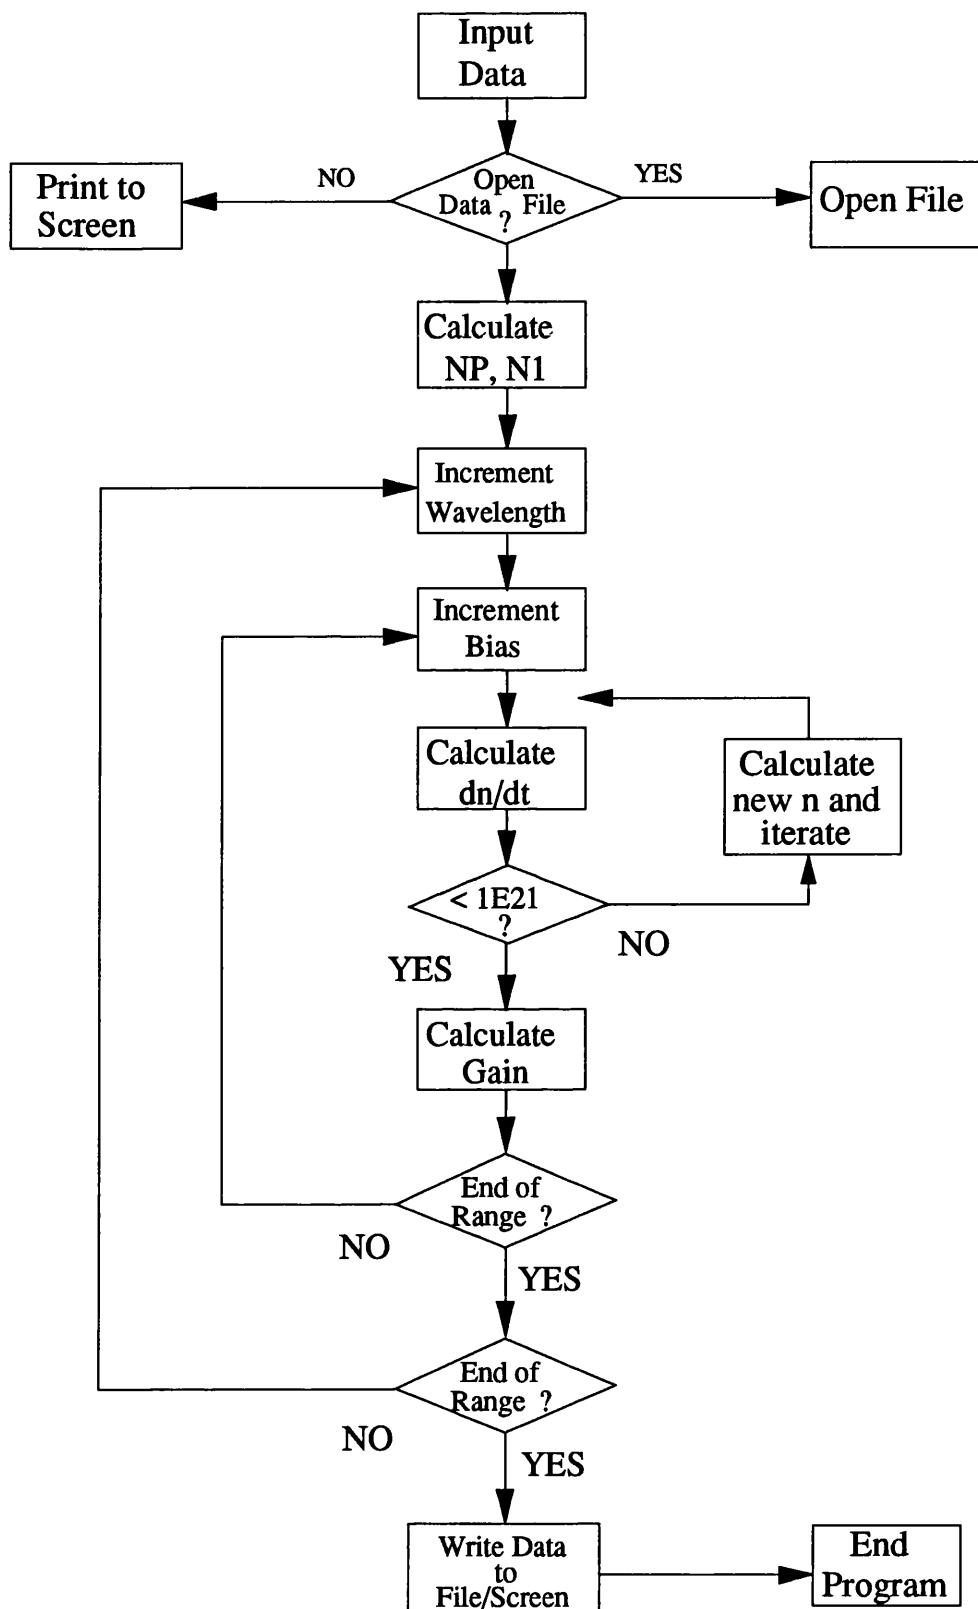 Input
Data
NO
YES
Print to
Screen
Open
Data File
?
Open File
Calculate
NP, N1
Increment
Wavelength
Increment
Bias
Calculate
dn/dt
Calculate
new n and
iterate
< 1E21
?
NO
YES
Calculate
Gain
End of
Range ?
NO
YES
End of
Range ?
NO
YES
Write Data
to
File/Screen
End
Program